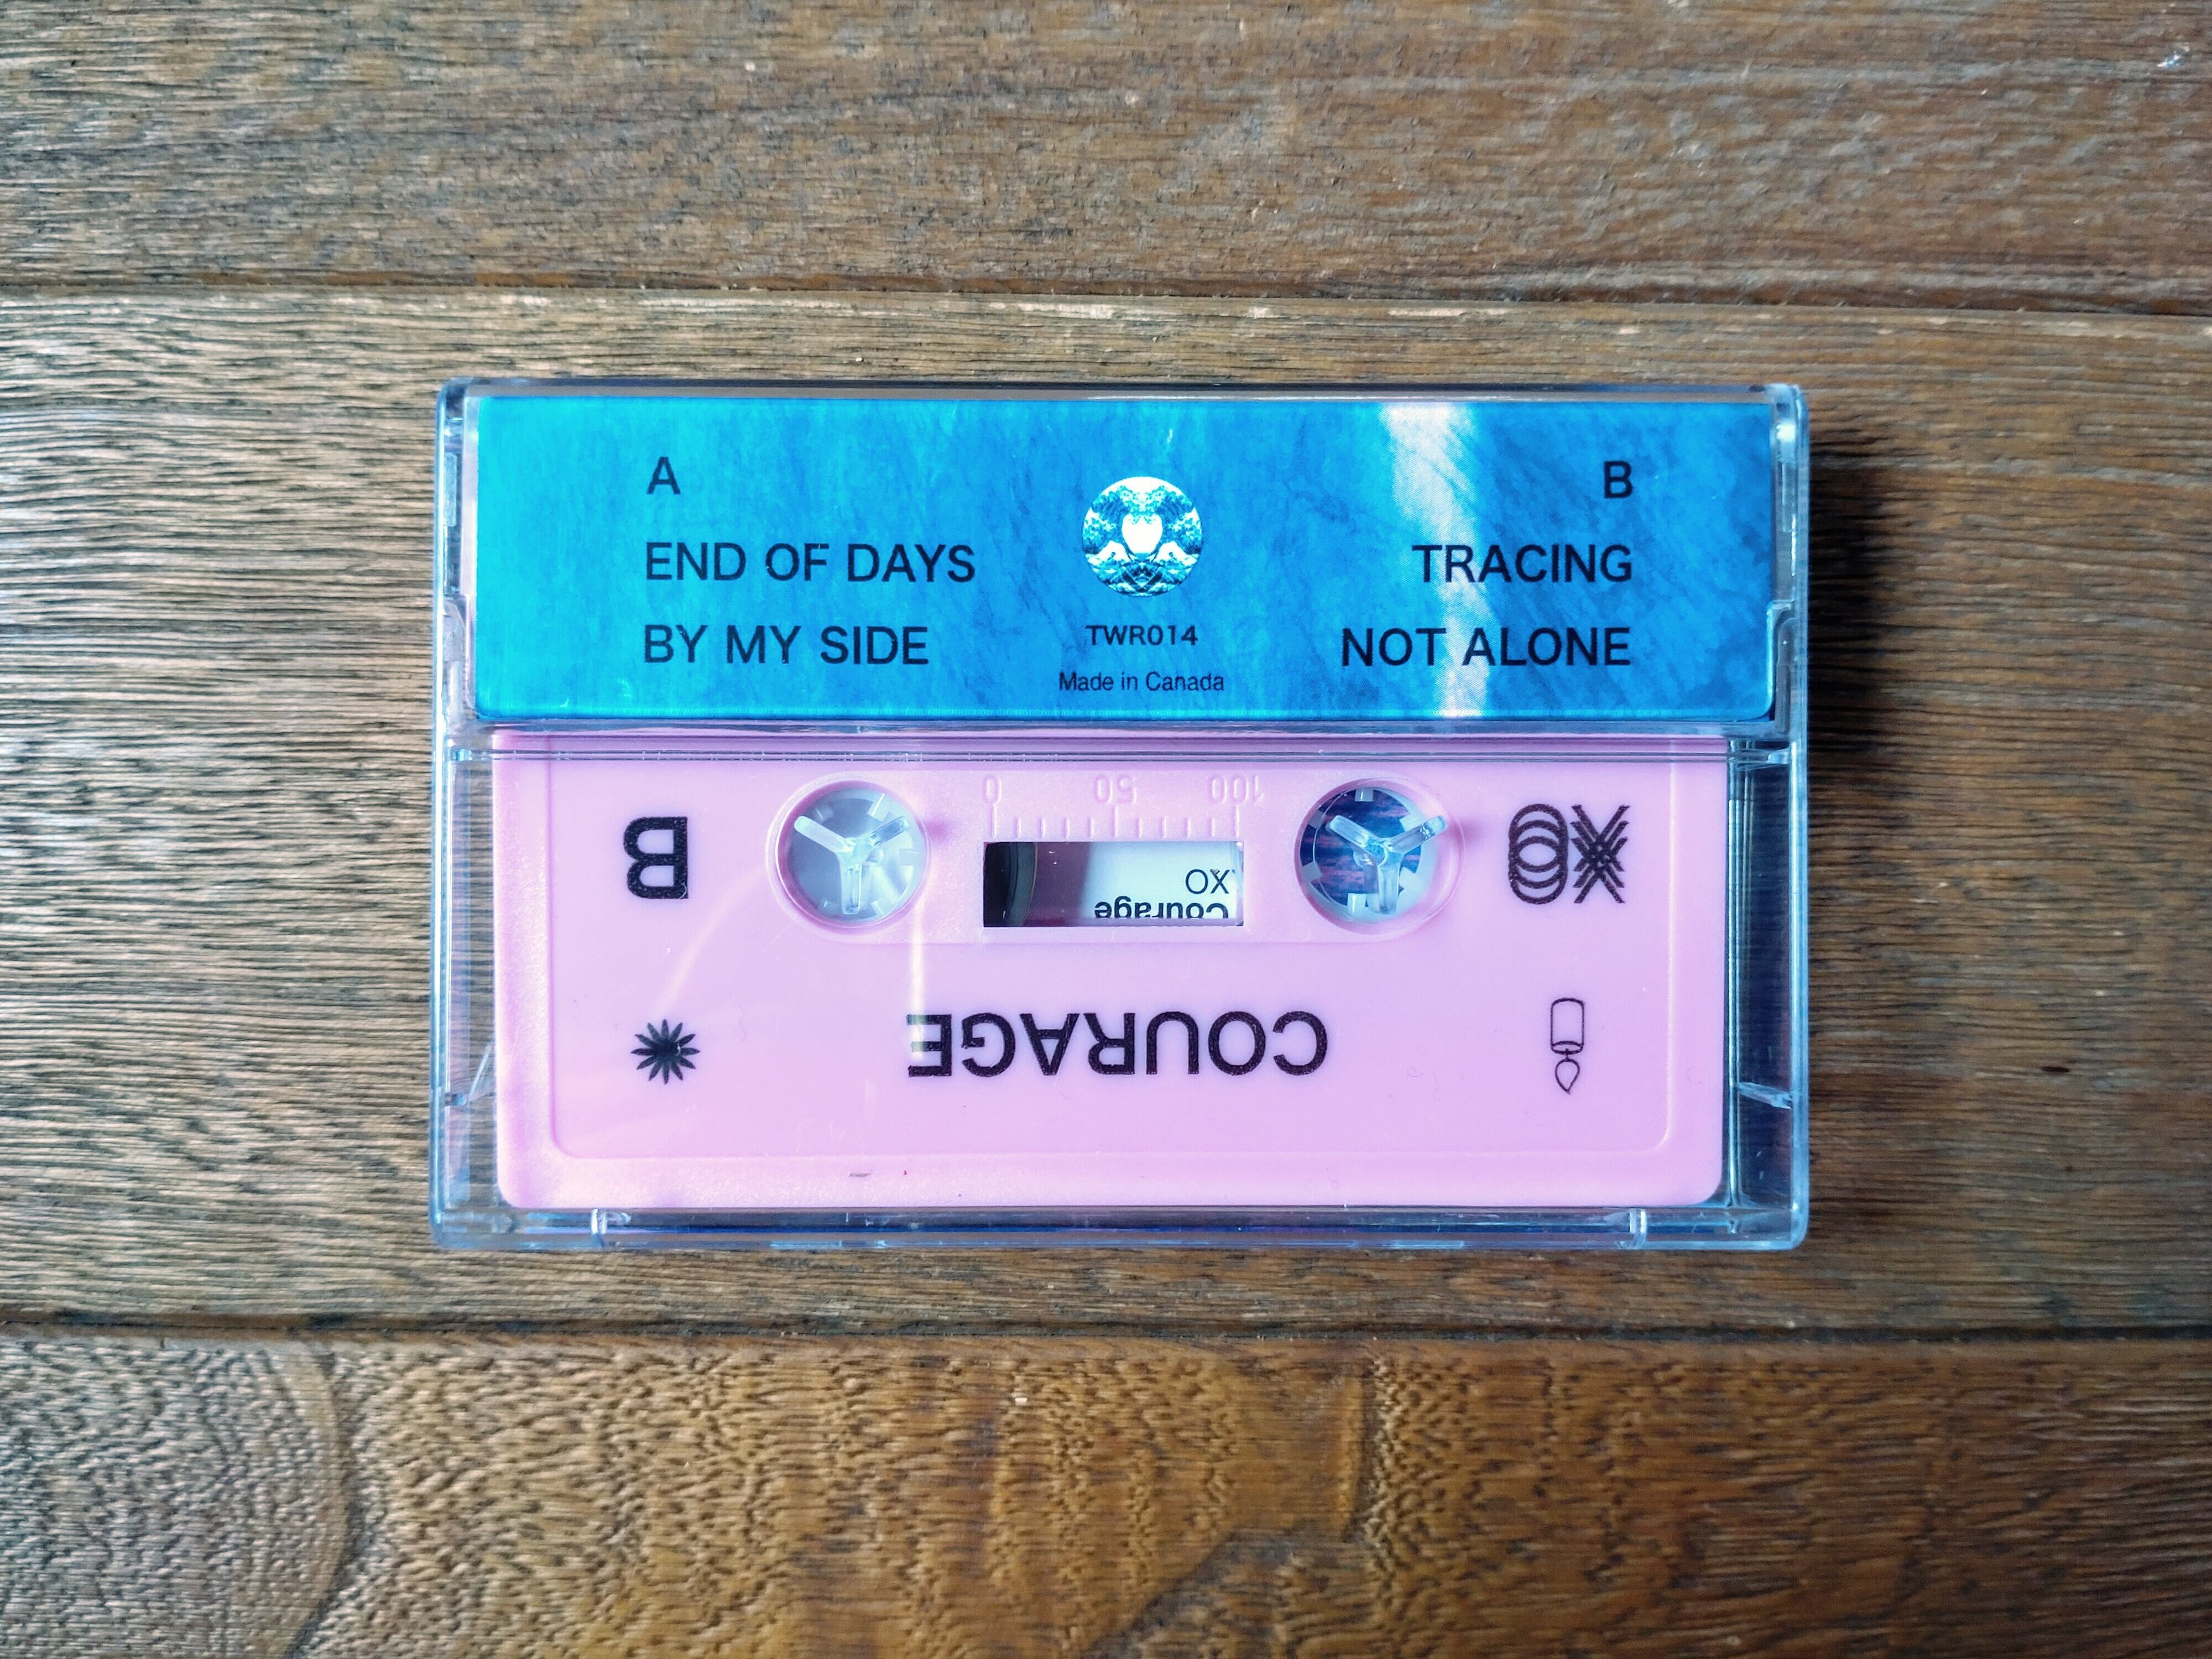 A
END OF DAYS
BY MY SIDE
TWR014
Made in Canada
B
TRACING
NOT ALONE
COURAGE
XO
Courage
XO
B
100 50 0